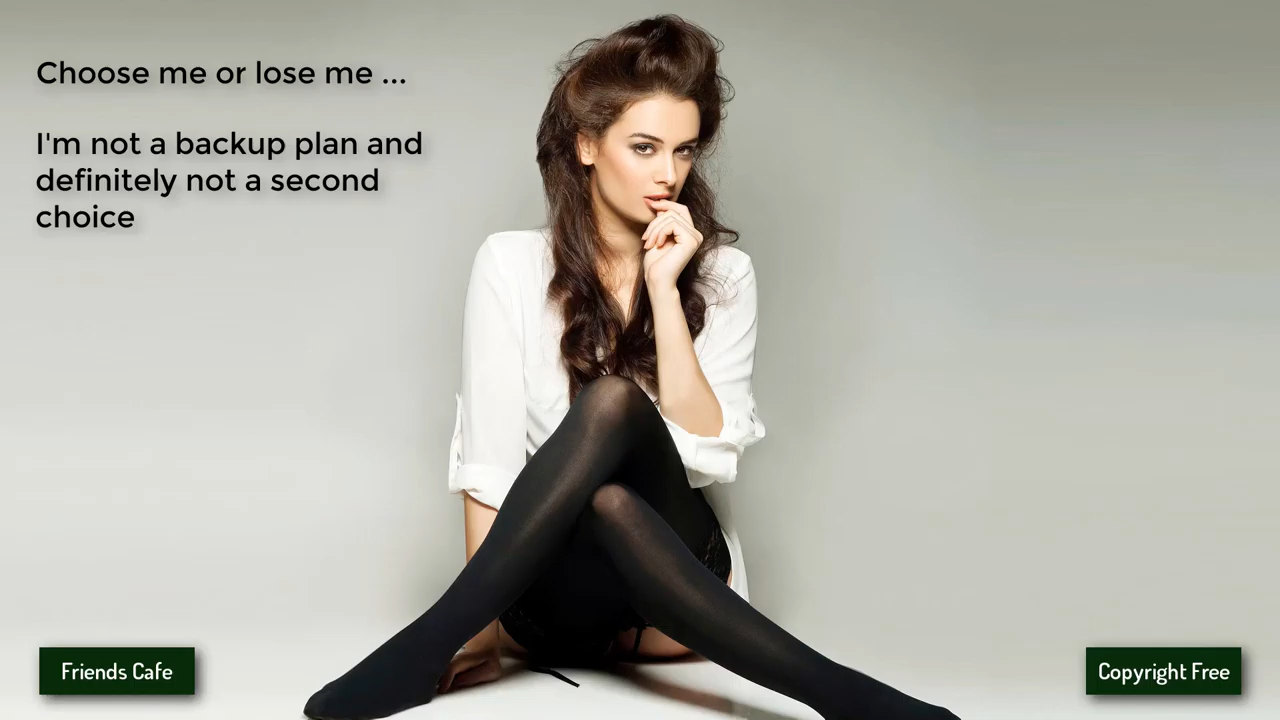 Choose me or lose me ...
I'm not a backup plan and
definitely not a second
choice
Friends Cafe
Copyright Free